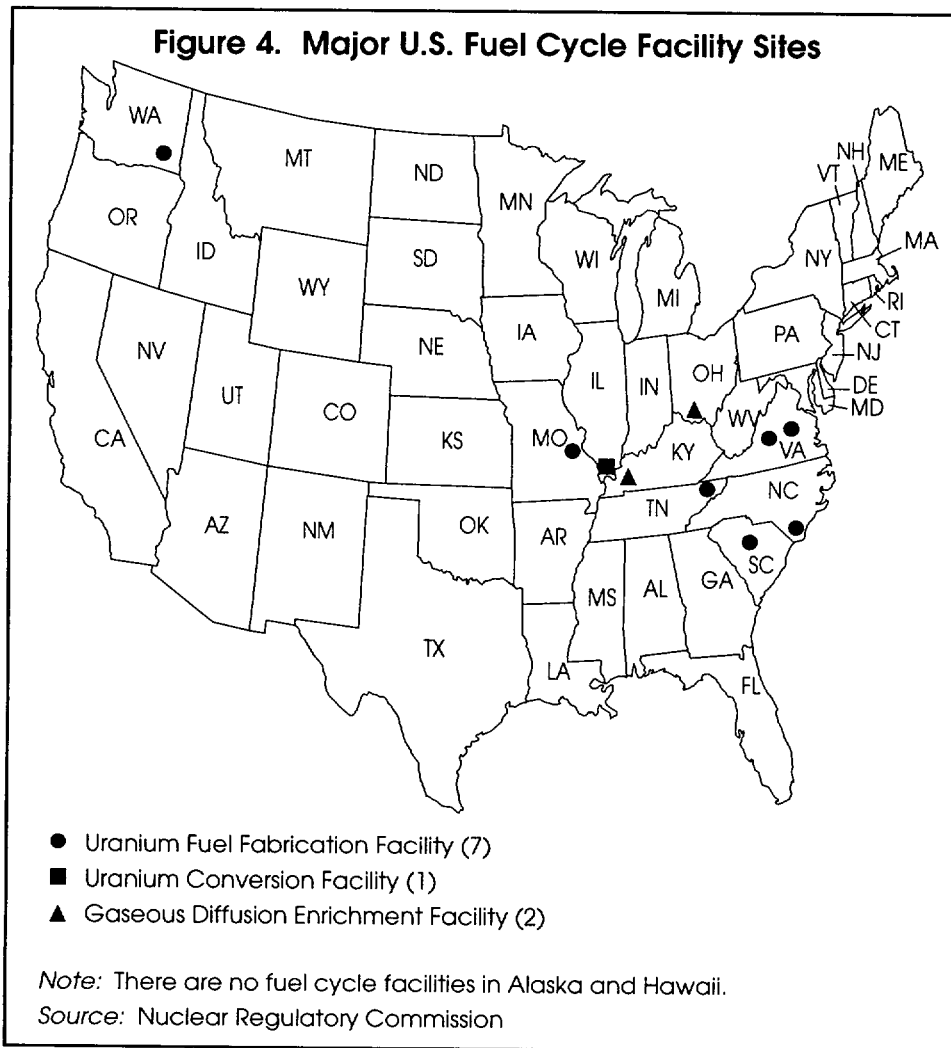 Figure 4. Major U.S. Fuel Cycle Facility Sites
WA
MT
ND
MN
NH
VT
ME
OR
ID
SD
WI
NY
MA
WY
MI
RI
IA
PA
CT
NE
NV
IL
IN
OH
NJ
UT
DE
CO
MD
WV
CA
KS
MO
KY
VA
NC
AZ
NM
OK
TN
AR
SC
MS
AL
GA
TX
LA
FL
Uranium Fuel Fabrication Facility (7)
Uranium Conversion Facility (1)
Gaseous Diffusion Enrichment Facility (2)
Note: There are no fuel cycle facilities in Alaska and Hawaii.
Source: Nuclear Regulatory Commission